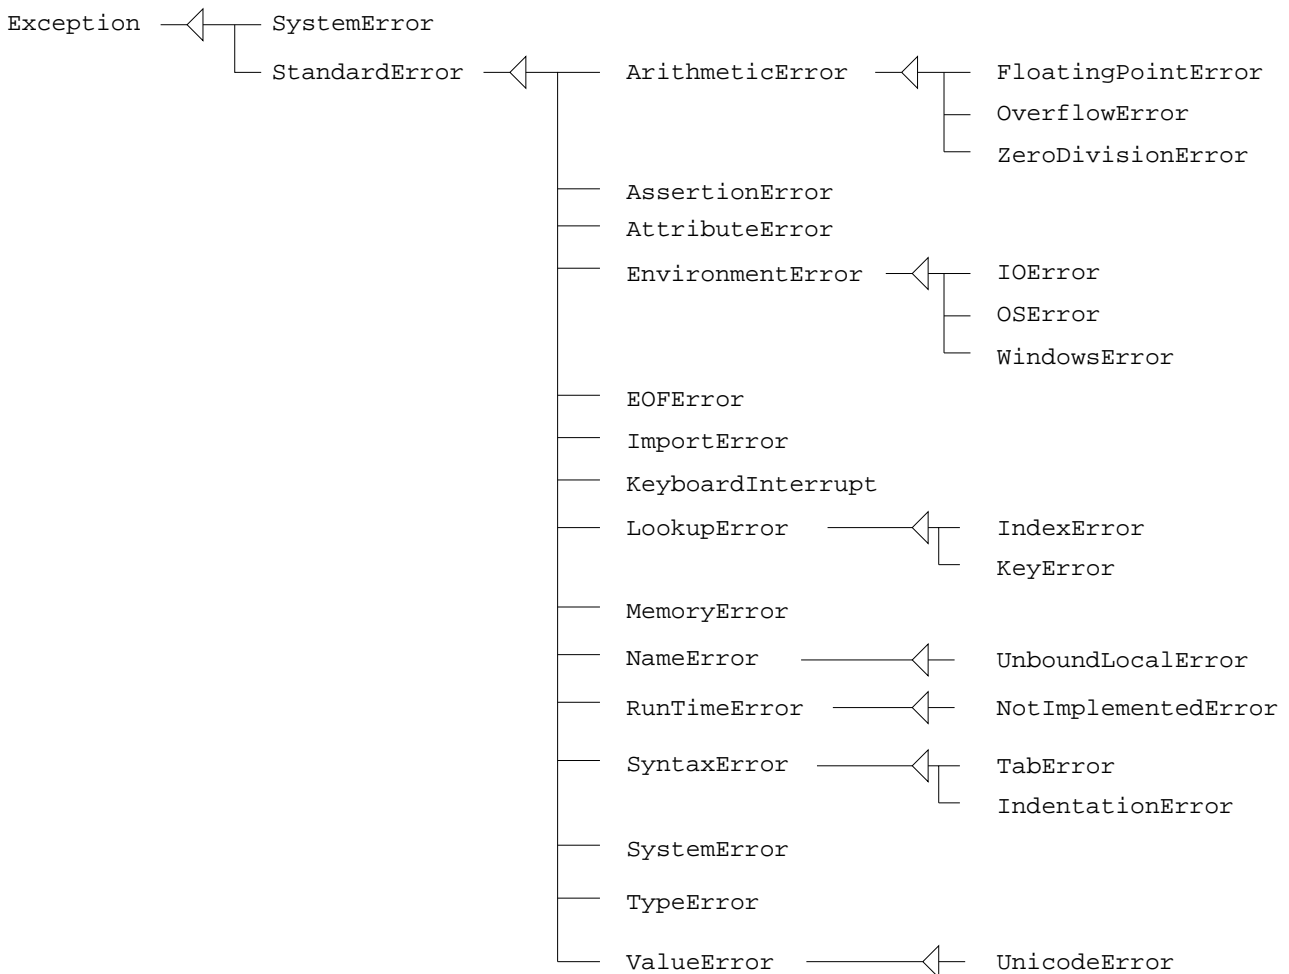 Exception SystemError
StandardError ArithmeticError FloatingPointError
OverflowError
ZeroDivisionError
AssertionError
AttributeError
EnvironmentError IOError
OSError
WindowsError
EOFError
ImportError
KeyboardInterrupt
LookupError IndexError
KeyError
MemoryError
NameError UnboundLocalError
RunTimeError NotImplementedError
SyntaxError TabError
IndentationError
SystemError
TypeError
ValueError UnicodeError